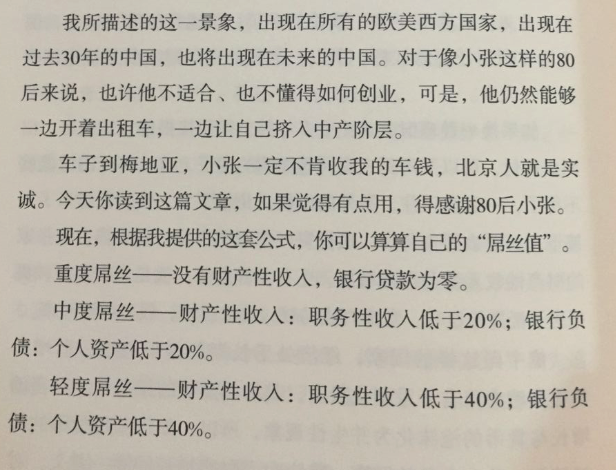 我所描述的这一景象，出现在所有的欧美西方国家，出现在
过去30年的中国，也将出现在未来的中国。对于像小张这样的80
后来说，也许他不适合、也不懂得如何创业，可是，他仍然能够
一边开着出租车，一边让自己挤入中产阶层。
车子到梅地亚，小张一定不肯收我的车钱，北京人就是实
诚。今天你读到这篇文章，如果觉得有点用，得感谢80后小张。
现在，根据我提供的这套公式，你可以算算自己的“屌丝值”。
重度屌丝——没有财产性收入，银行贷款为零。
中度屌丝——财产性收入：职务性收入低于20%；银行负
债：个人资产低于20%。
轻度屌丝——财产性收入：职务性收入低于40%；银行负
债：个人资产低于40%。